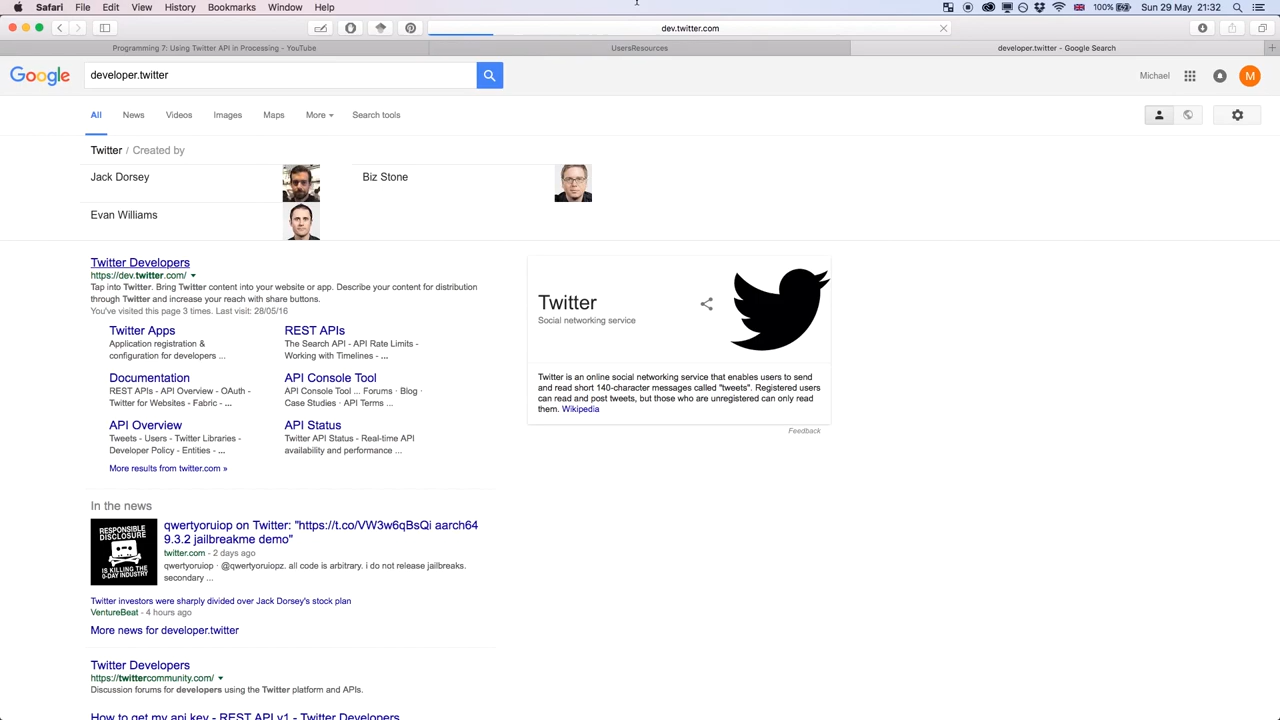 Safari File Edit View History Bookmarks Window Help 100% Sun 29 May 21:32
dev.twitter.com
Programming 7: Using Twitter API in Processing - YouTube UsersResources developer.twitter - Google Search
Google developer.twitter Michael M
All News Videos Images Maps More Search tools
Twitter / Created by
Jack Dorsey Biz Stone
Evan Williams
Twitter Developers
https://dev.twitter.com/
Tap into Twitter. Bring Twitter content into your website or app. Describe your content for distribution
through Twitter and increase your reach with share buttons.
You've visited this page 3 times. Last visit: 28/05/16
Twitter Apps
Application registration &
configuration for developers ...
REST APIs
The Search API - API Rate Limits -
Working with Timelines - ...
Documentation
REST APIs - API Overview - OAuth -
Twitter for Websites - Fabric - ...
API Console Tool
API Console Tool ... Forums · Blog ·
Case Studies · API Terms ...
API Overview
Tweets - Users - Twitter Libraries -
Developer Policy - Entities - ...
API Status
Twitter API Status - Real-time API
availability and performance ...
More results from twitter.com »
Twitter
Social networking service
Twitter is an online social networking service that enables users to send
and read short 140-character messages called "tweets". Registered users
can read and post tweets, but those who are unregistered can only read
them. Wikipedia
Feedback
In the news
RESPONSIBLE
DISCLOSURE
IS KILLING THE
0-DAY INDUSTRY
qwertyoruiop on Twitter: "https://t.co/VW3w6qBsQi aarch64
9.3.2 jailbreakme demo"
twitter.com - 2 days ago
qwertyoruiop · @qwertyoruiopz. all code is arbitrary. i do not release jailbreaks.
secondary ...
Twitter investors were sharply divided over Jack Dorsey's stock plan
VentureBeat - 4 hours ago
More news for developer.twitter
Twitter Developers
https://twittercommunity.com/
Discussion forums for developers using the Twitter platform and APIs.
How to get my api key - REST API v1 - Twitter Developers